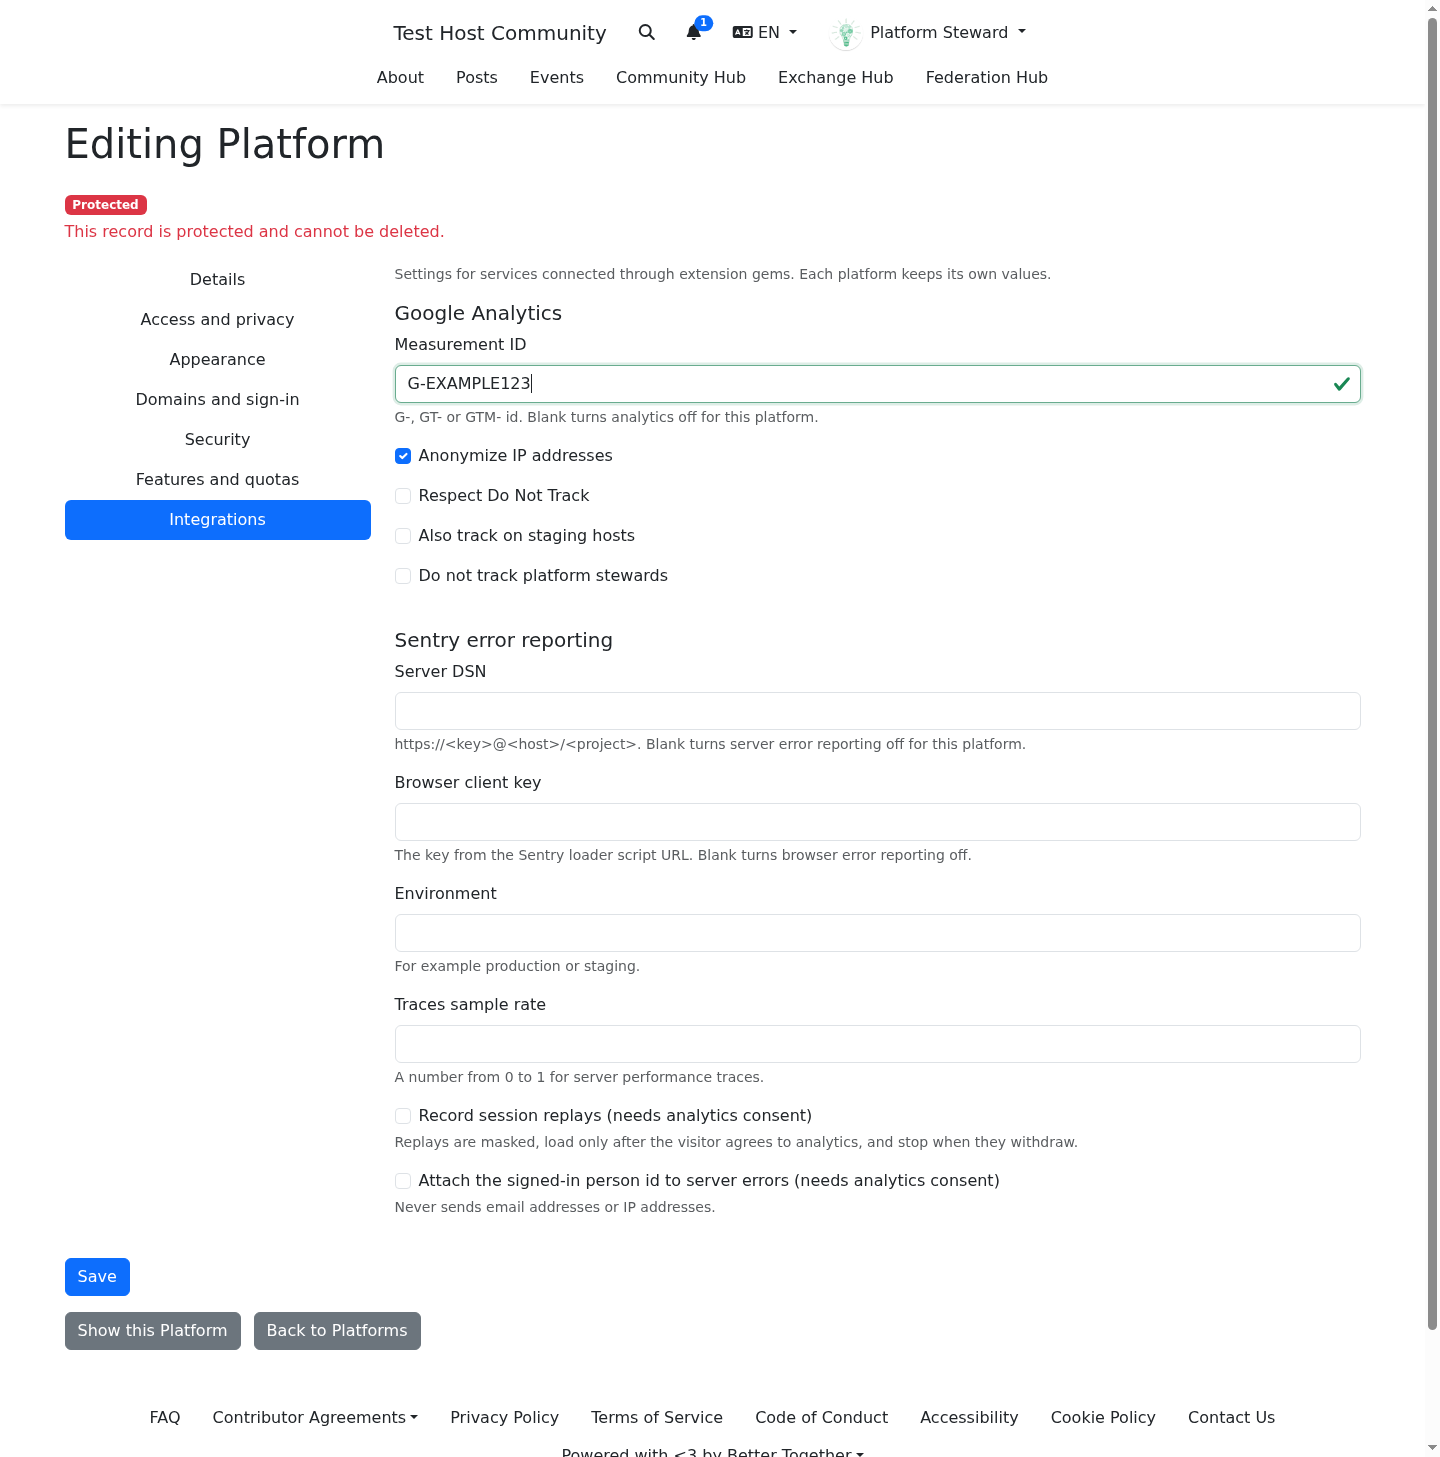 Test Host Community
1
EN
Platform Steward
About Posts Events Community Hub Exchange Hub Federation Hub
Editing Platform
Protected
This record is protected and cannot be deleted.
Details
Access and privacy
Appearance
Domains and sign-in
Security
Features and quotas
Integrations
Settings for services connected through extension gems. Each platform keeps its own values.
Google Analytics
Measurement ID
G-EXAMPLE123
G-, GT- or GTM- id. Blank turns analytics off for this platform.
Anonymize IP addresses
Respect Do Not Track
Also track on staging hosts
Do not track platform stewards
Sentry error reporting
Server DSN
https://<key>@<host>/<project>. Blank turns server error reporting off for this platform.
Browser client key
The key from the Sentry loader script URL. Blank turns browser error reporting off.
Environment
For example production or staging.
Traces sample rate
A number from 0 to 1 for server performance traces.
Record session replays (needs analytics consent)
Replays are masked, load only after the visitor agrees to analytics, and stop when they withdraw.
Attach the signed-in person id to server errors (needs analytics consent)
Never sends email addresses or IP addresses.
Save
Show this Platform Back to Platforms
FAQ Contributor Agreements Privacy Policy Terms of Service Code of Conduct Accessibility Cookie Policy Contact Us
Powered with <3 by Better Together